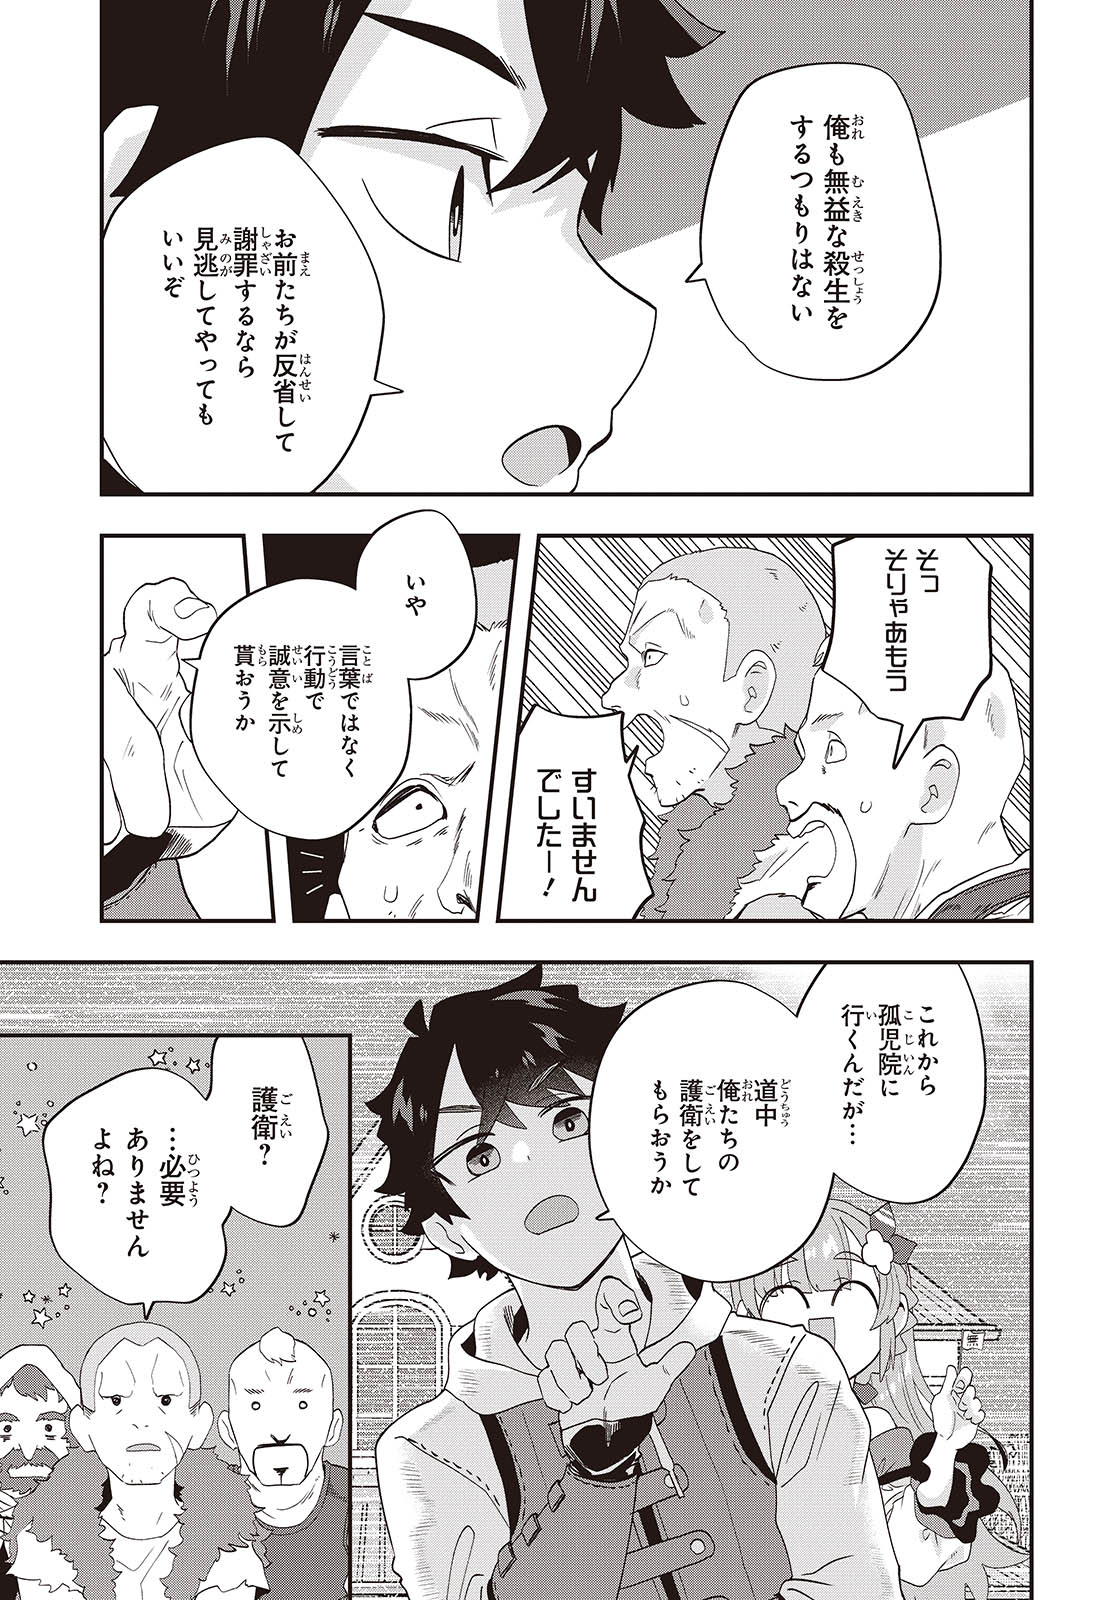 俺も無益な殺生を
するつもりはない
お前たちが反省して
謝罪するなら
見逃してやっても
いいぞ
そっ
そりゃあもう
すいません
でしたー！
いや
言葉ではなく
行動で
誠意を示して
貰おうか
これから
孤児院に
行くんだが…
道中
俺たちの
護衛をして
もらおうか
護衛？
…必要
ありません
よね？